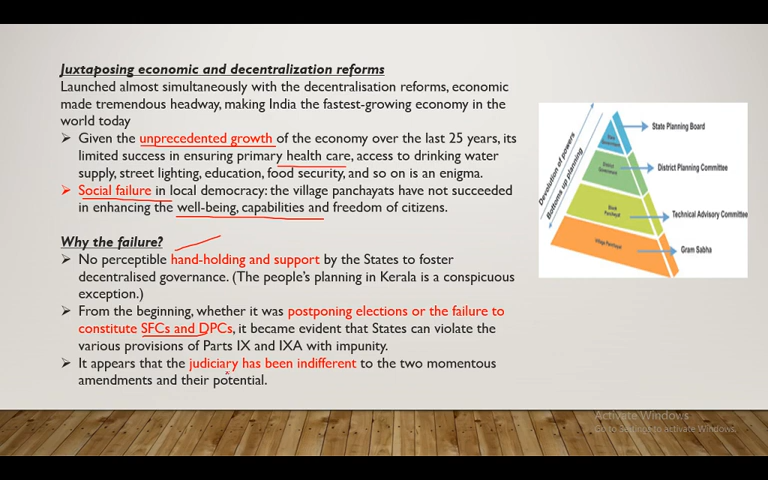 Juxtaposing economic and decentralization reforms
Launched almost simultaneously with the decentralisation reforms, economic
made tremendous headway, making India the fastest-growing economy in the
world today
➢ Given the unprecedented growth of the economy over the last 25 years, its
limited success in ensuring primary health care, access to drinking water
supply, street lighting, education, food security, and so on is an enigma.
➢ Social failure in local democracy: the village panchayats have not succeeded
in enhancing the well-being, capabilities and freedom of citizens.
Why the failure?
➢ No perceptible hand-holding and support by the States to foster
decentralised governance. (The people's planning in Kerala is a conspicuous
exception.)
➢ From the beginning, whether it was postponing elections or the failure to
constitute SFCs and DPCs, it became evident that States can violate the
various provisions of Parts IX and IXA with impunity.
➢ It appears that the judiciary has been indifferent to the two momentous
amendments and their potential.
Devolution of powers
Bottoms up planning
State Planning Board
District Planning Committee
Technical Advisory Committee
Gram Sabha
Village Panchayat
Activate Windows
Go to Settings to activate Windows.